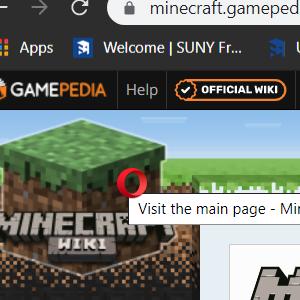 minecraft.gamepedi
Apps Welcome | SUNY Fr...
GAMEPEDIA Help OFFICIAL WIKI
MINECRAFT
WIKI
Visit the main page - Mi